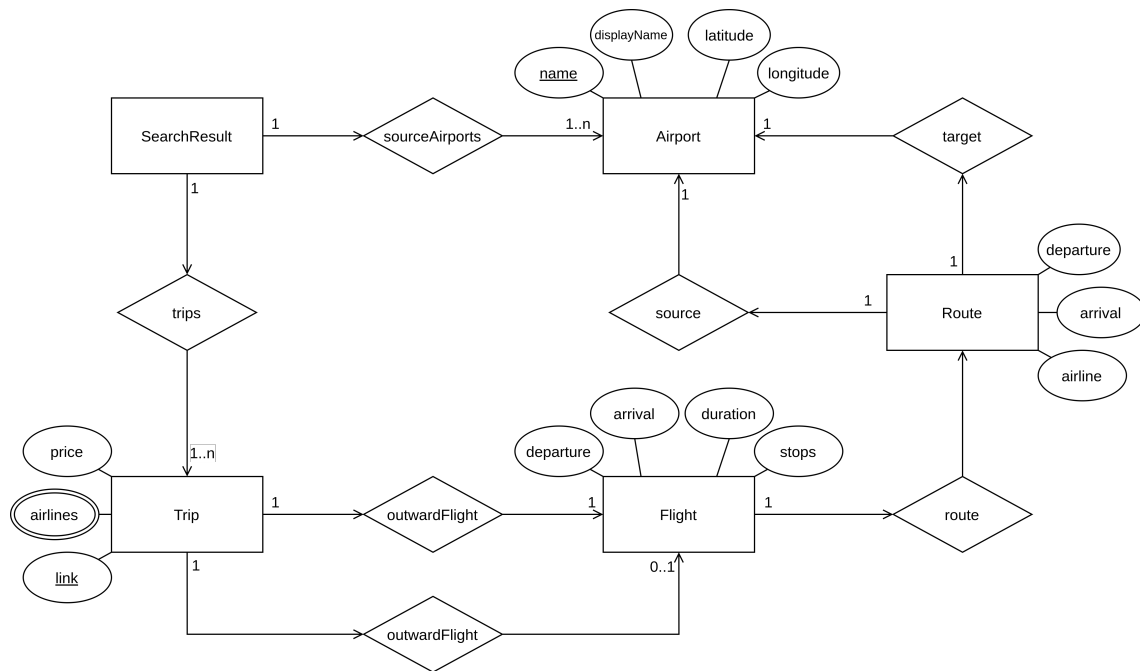 displayName
latitude
name
longitude
SearchResult
1
sourceAirports
1..n
Airport
1
target
1
1
1
departure
trips
source
1
Route
arrival
airline
arrival
duration
price
1..n
departure
stops
airlines
Trip
1
outwardFlight
1
Flight
1
route
link
1
0..1
outwardFlight